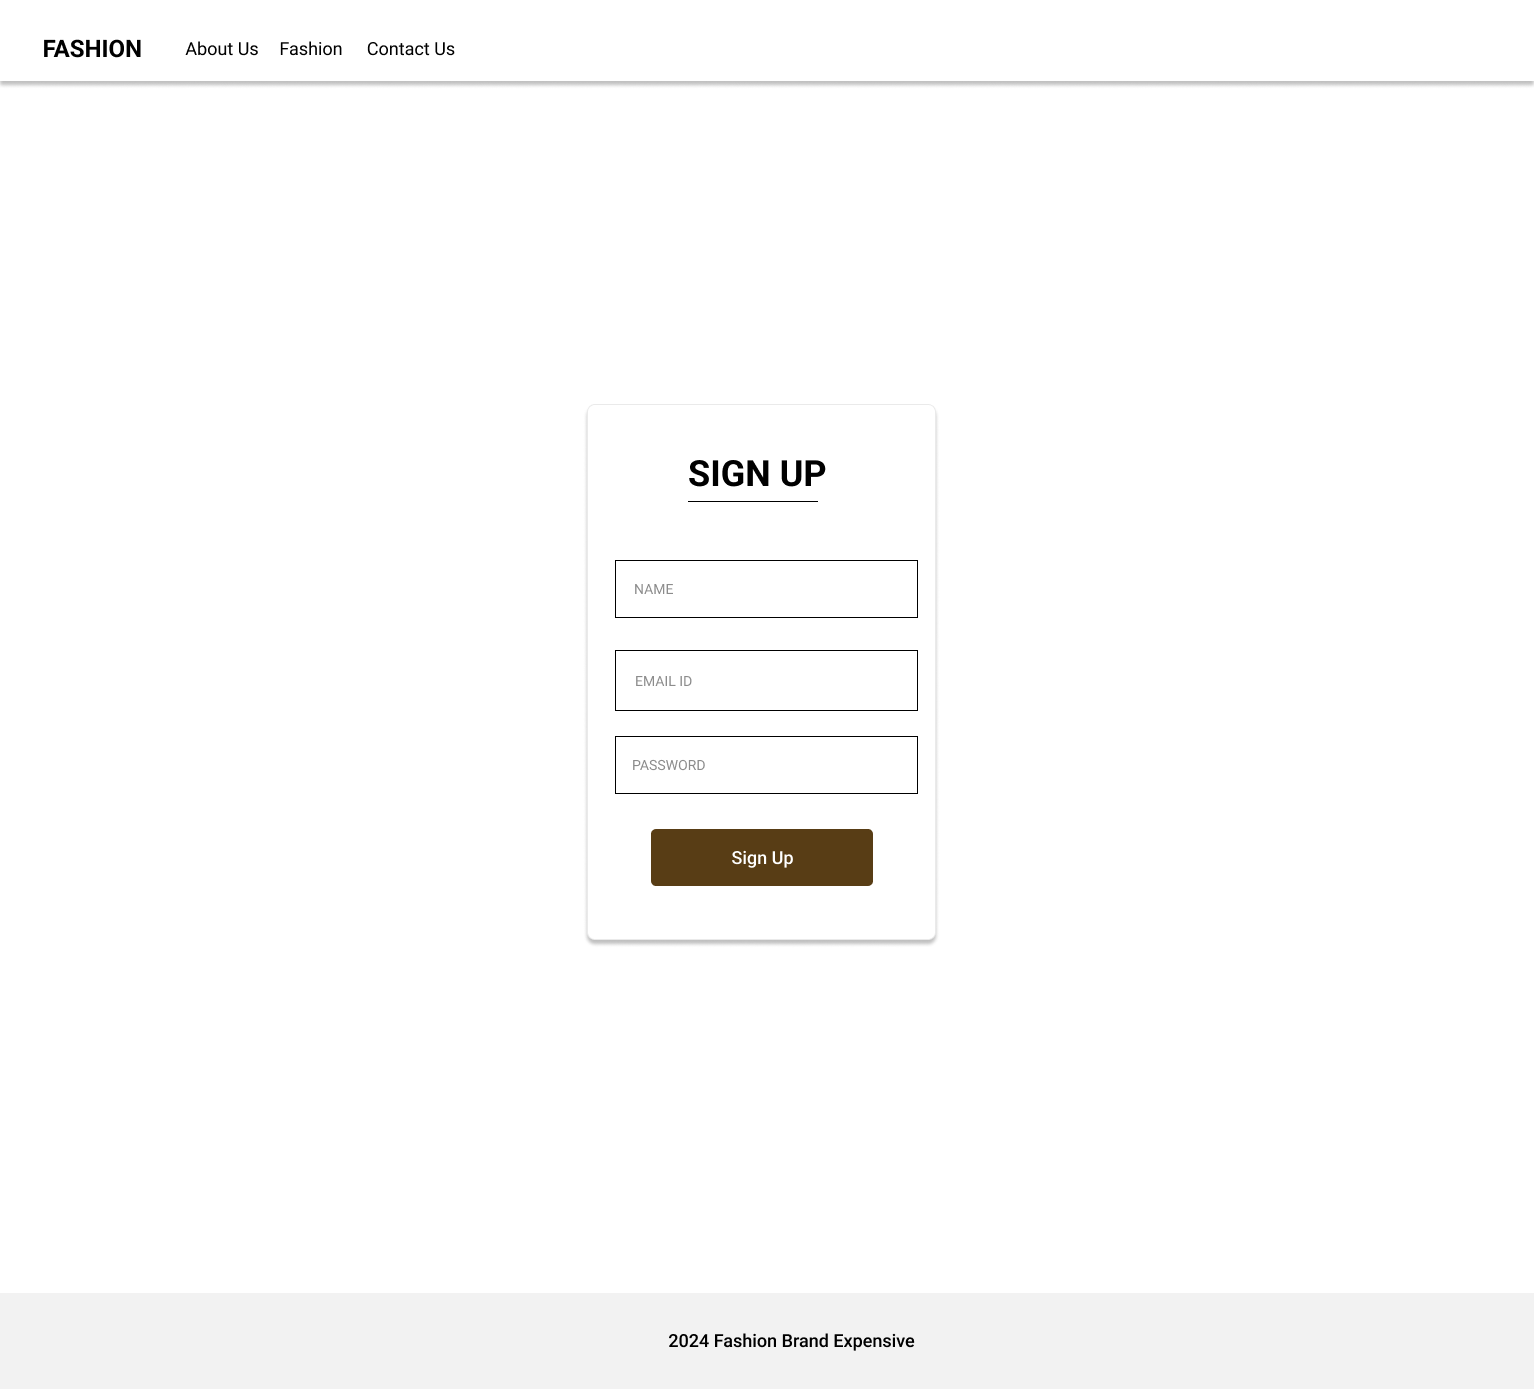 FASHION About Us Fashion Contact Us
SIGN UP
NAME
EMAIL ID
PASSWORD
Sign Up
2024 Fashion Brand Expensive